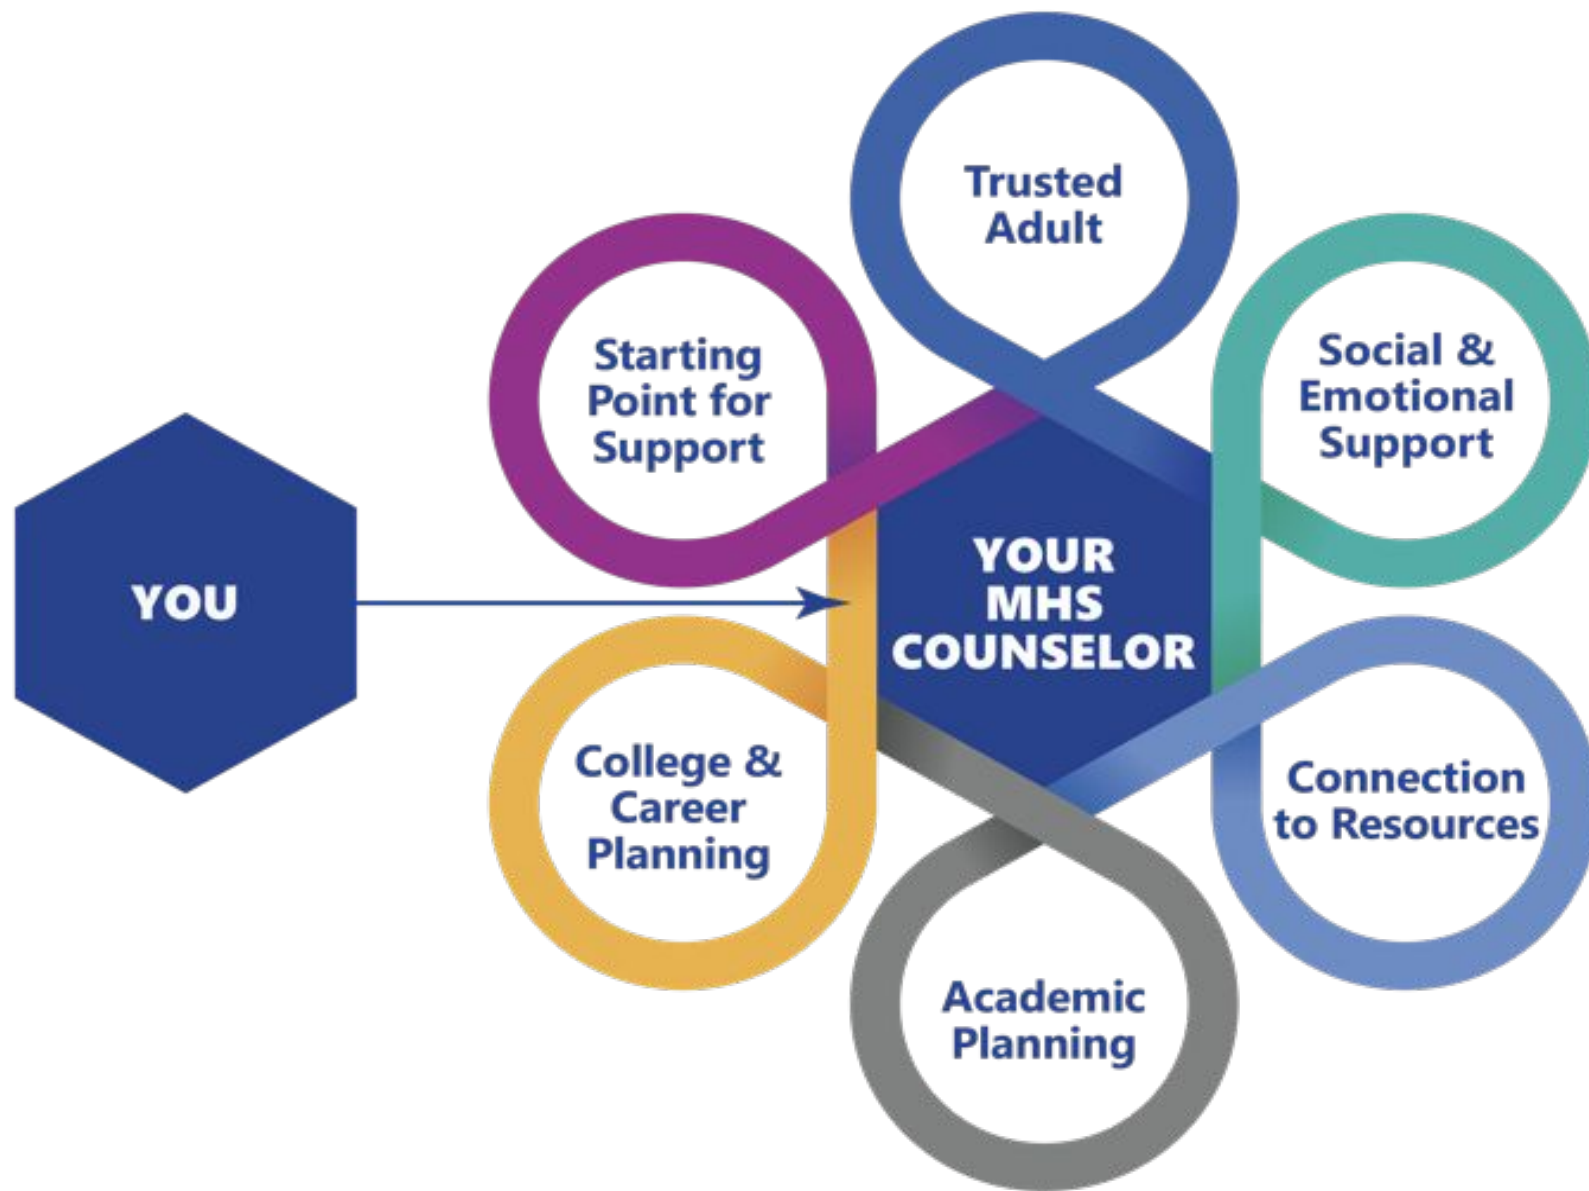 YOU
YOUR
MHS
COUNSELOR
Trusted
Adult
Social &
Emotional
Support
Connection
to Resources
Academic
Planning
College &
Career
Planning
Starting
Point for
Support